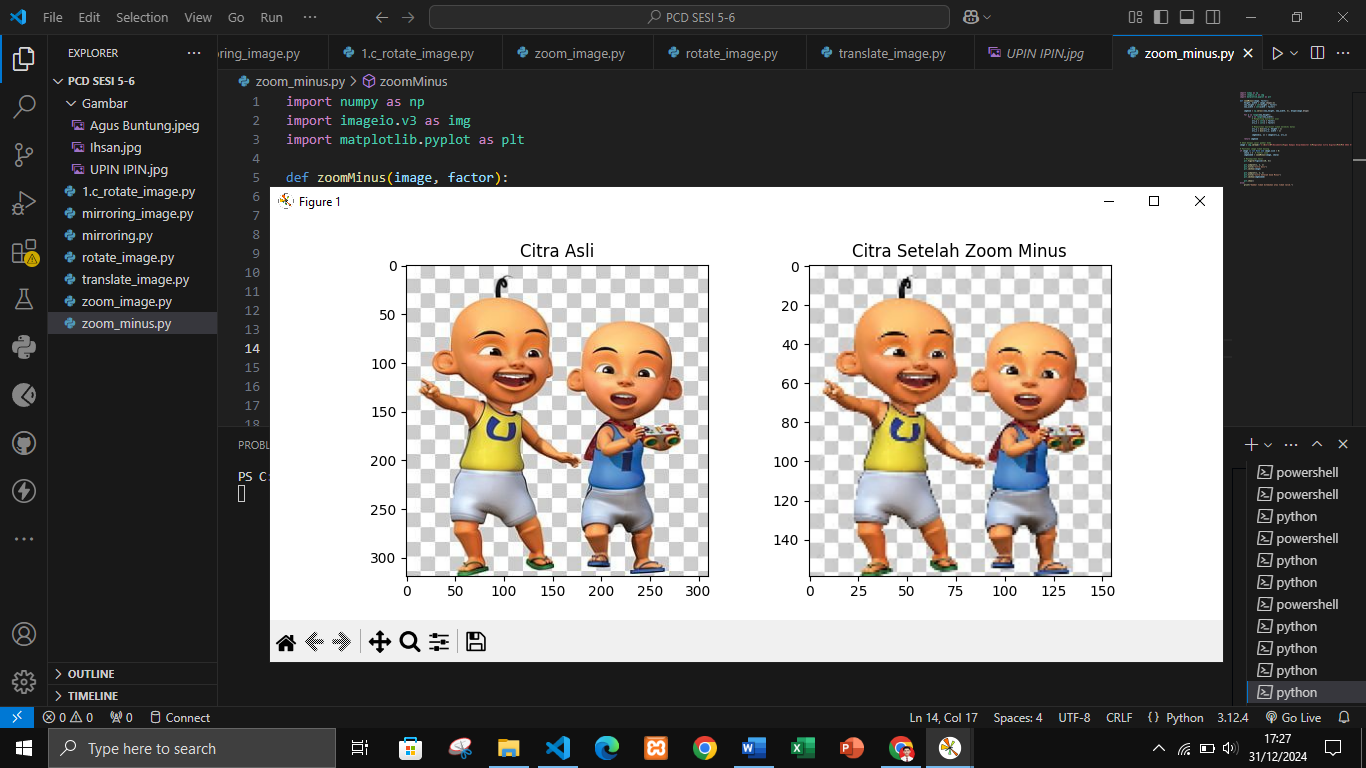 File Edit Selection View Go Run ··· PCD SESI 5-6
EXPLORER ···
PCD SESI 5-6
Gambar
Agus Buntung.jpeg
Ihsan.jpg
UPIN IPIN.jpg
1.c_rotate_image.py
mirroring_image.py
mirroring.py
rotate_image.py
translate_image.py
zoom_image.py
zoom_minus.py
OUTLINE
TIMELINE
ring_image.py 1.c_rotate_image.py zoom_image.py rotate_image.py translate_image.py UPIN IPIN.jpg zoom_minus.py
zoom_minus.py > zoomMinus
1 import numpy as np
2 import imageio.v3 as img
3 import matplotlib.pyplot as plt
4
5 def zoomMinus(image, factor):
6
7
8
9
10
11
12
13
14
15
16
17
18
Figure 1
Citra Asli
0
50
100
150
200
250
300
0 50 100 150 200 250 300
Citra Setelah Zoom Minus
0
20
40
60
80
100
120
140
0 25 50 75 100 125 150
U
PROBL
PS C:
powershell
powershell
python
powershell
python
python
powershell
python
python
python
python
0 0 0 Connect Ln 14, Col 17 Spaces: 4 UTF-8 CRLF { } Python 3.12.4 Go Live
Type here to search
17:27
31/12/2024